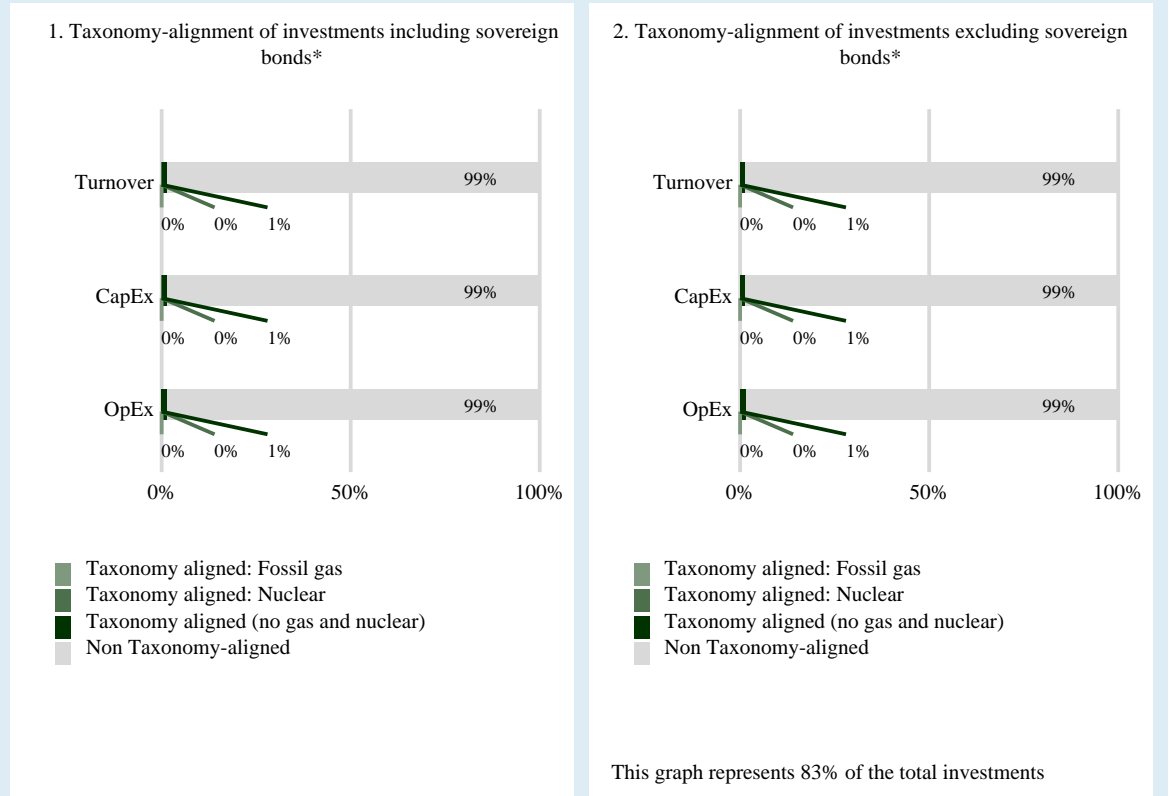 1. Taxonomy-alignment of investments including sovereign
bonds*
Turnover
99%
0% 0% 1%
CapEx
99%
0% 0% 1%
OpEx
99%
0% 0% 1%
0% 50% 100%
Taxonomy aligned: Fossil gas
Taxonomy aligned: Nuclear
Taxonomy aligned (no gas and nuclear)
Non Taxonomy-aligned
2. Taxonomy-alignment of investments excluding sovereign
bonds*
Turnover
99%
0% 0% 1%
CapEx
99%
0% 0% 1%
OpEx
99%
0% 0% 1%
0% 50% 100%
Taxonomy aligned: Fossil gas
Taxonomy aligned: Nuclear
Taxonomy aligned (no gas and nuclear)
Non Taxonomy-aligned
This graph represents 83% of the total investments